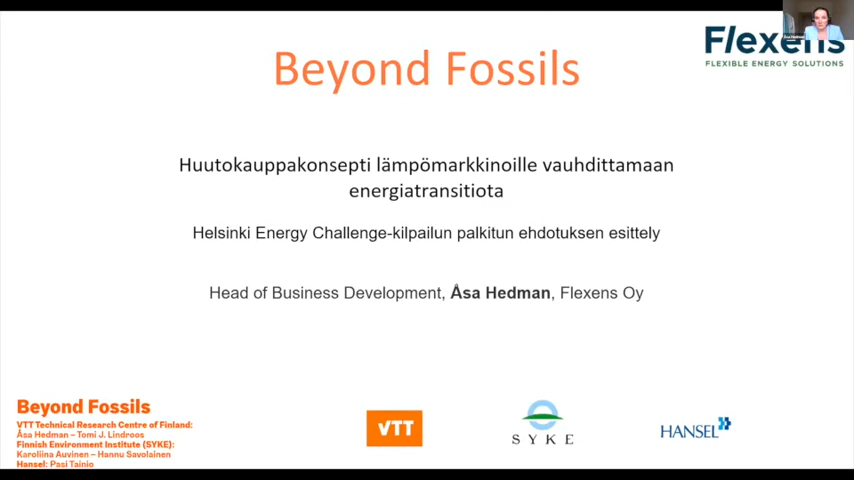 Flexens
FLEXIBLE ENERGY SOLUTIONS
Beyond Fossils
Huutokauppakonsepti lämpömarkkinoille vauhdittamaan
energiatransitiota
Helsinki Energy Challenge-kilpailun palkitun ehdotuksen esittely
Head of Business Development, Åsa Hedman, Flexens Oy
Beyond Fossils
VTT Technical Research Centre of Finland:
Åsa Hedman – Tomi J. Lindroos
Finnish Environment Institute (SYKE):
Karoliina Auvinen – Hannu Savolainen
Hansel: Pasi Tainio
VTT
SYKE
HANSEL